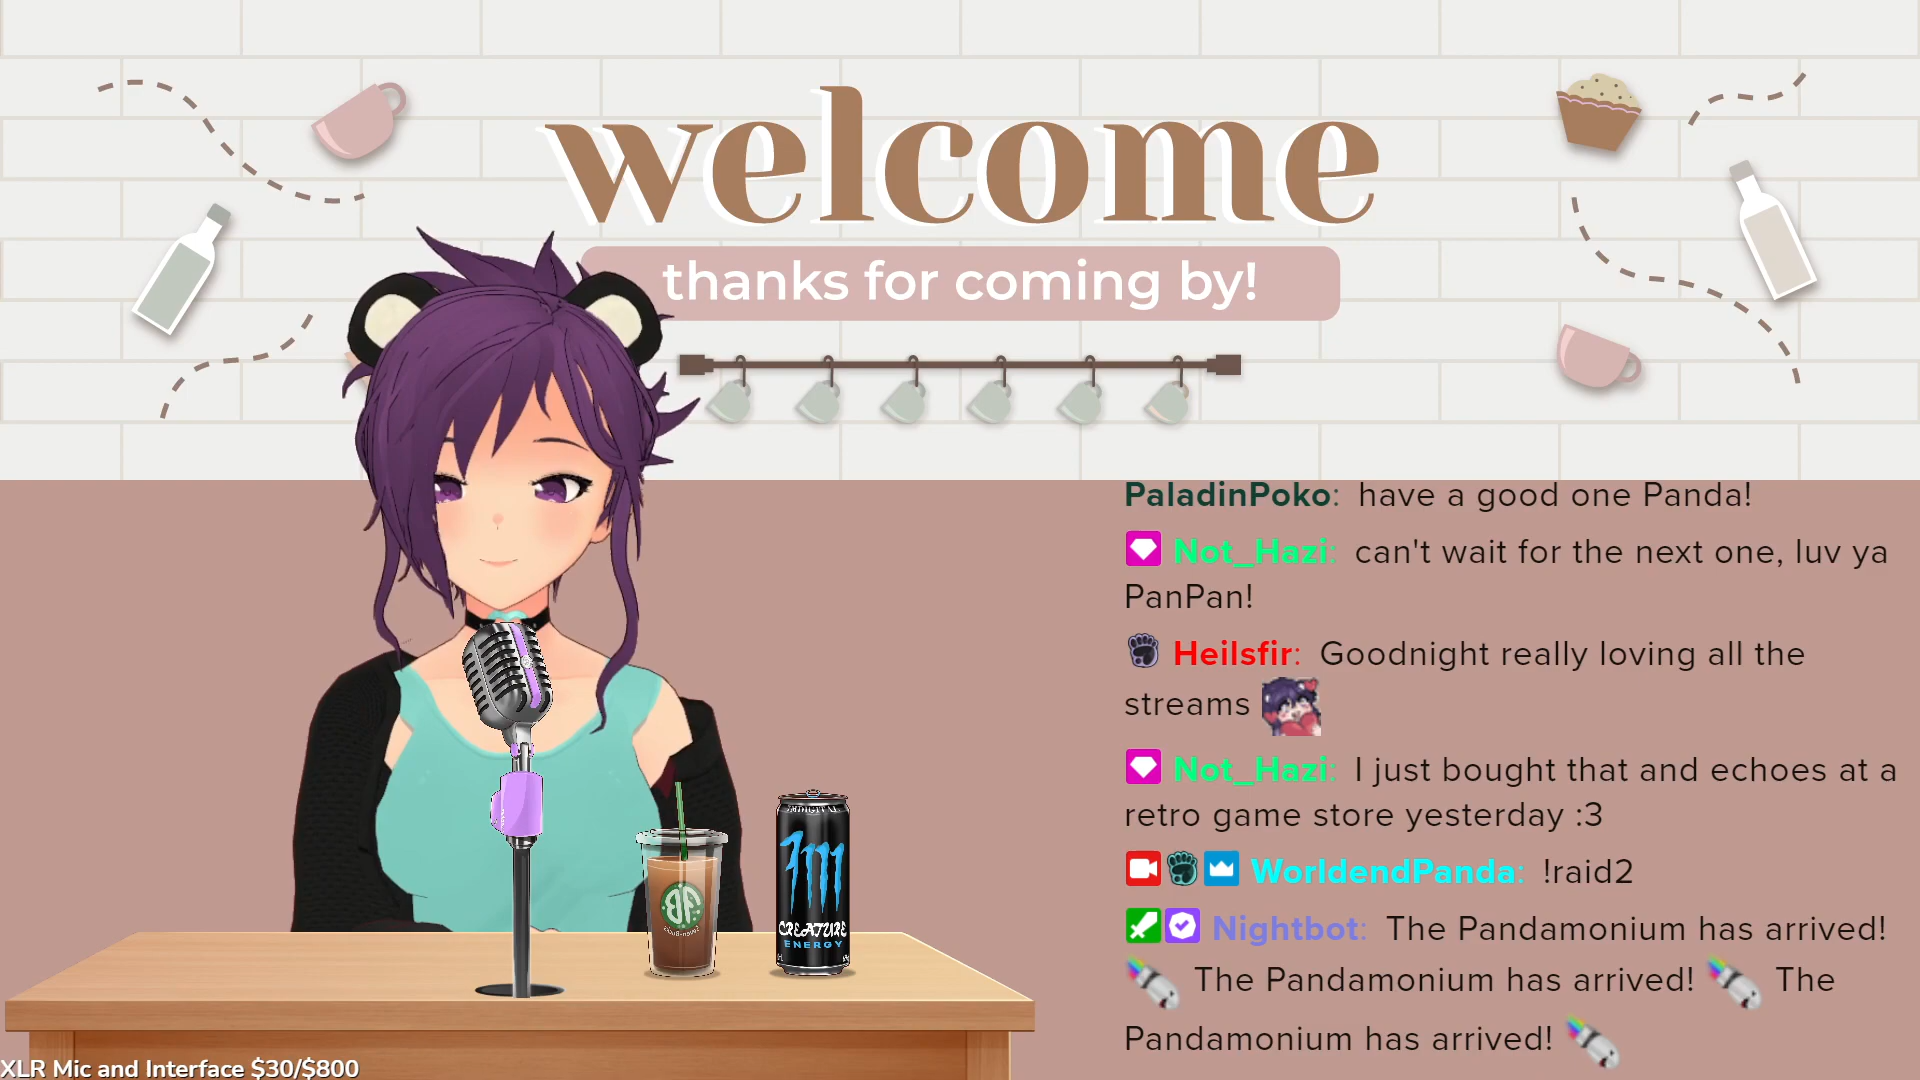 welcome
thanks for coming by!
PaladinPoko: have a good one Panda!
Not_Hazi: can't wait for the next one, luv ya
PanPan!
Heilsfir: Goodnight really loving all the
streams
Not_Hazi: I just bought that and echoes at a
retro game store yesterday :3
WorldendPanda: !raid2
Nightbot: The Pandamonium has arrived!
The Pandamonium has arrived! The
Pandamonium has arrived!
CREATURE
ENERGY
XLR Mic and Interface $30/$800